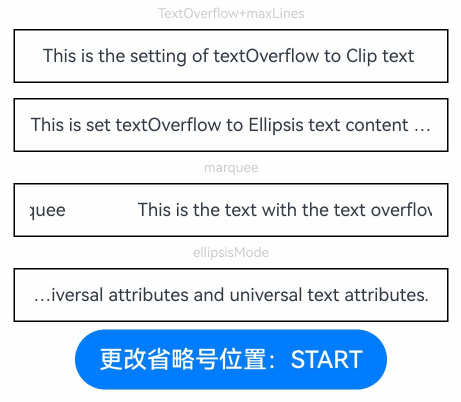 TextOverflow+maxLines
This is the setting of textOverflow to Clip text
This is set textOverflow to Ellipsis text content …
marquee
quee This is the text with the text overflow
ellipsisMode
…iversal attributes and universal text attributes.
更改省略号位置：START